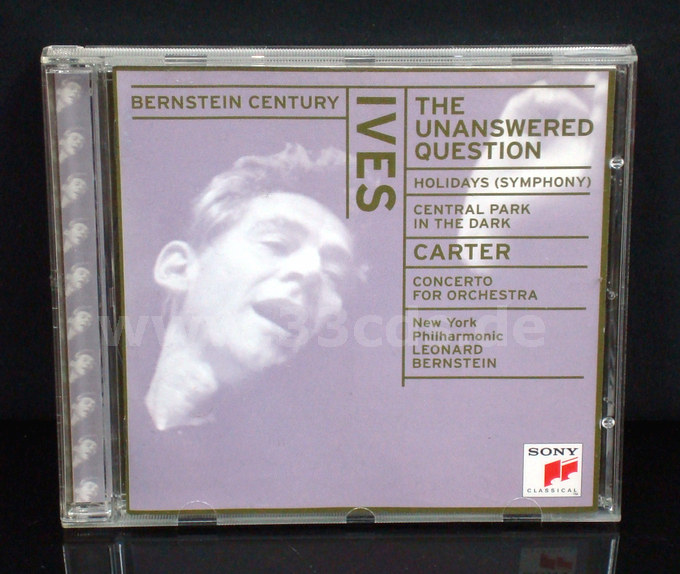 BERNSTEIN CENTURY
IVES
THE
UNANSWERED
QUESTION
HOLIDAYS (SYMPHONY)
CENTRAL PARK
IN THE DARK
CARTER
CONCERTO
FOR ORCHESTRA
New York
Philharmonic
LEONARD
BERNSTEIN
SONY
CLASSICAL